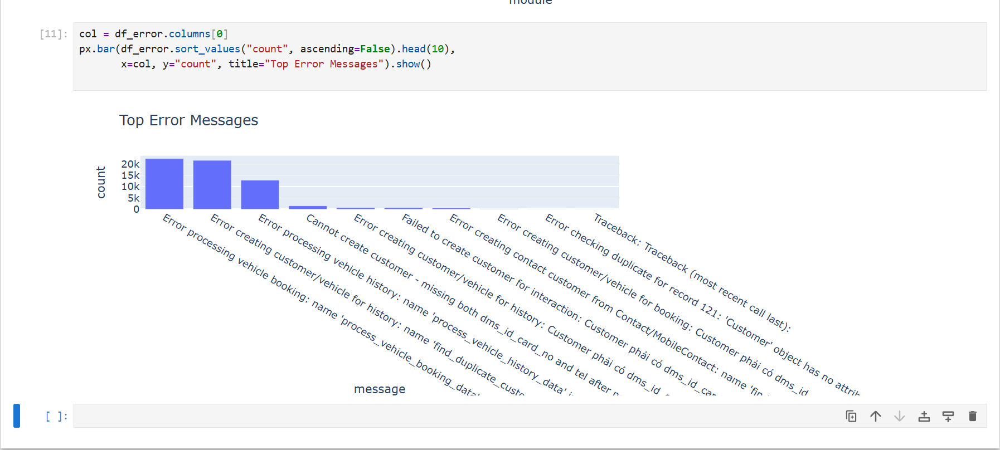 module
[11]:
col = df_error.columns[0]
px.bar(df_error.sort_values("count", ascending=False).head(10),
x=col, y="count", title="Top Error Messages").show()
Top Error Messages
count
20k
15k
10k
5k
0
Error processing vehicle booking: name 'process_vehicle_booking_data'
Error creating customer/vehicle for history: name 'find_duplicate_custo
Error processing vehicle history: name 'process_vehicle_history_data' i
Cannot create customer - missing both dms_id_card_no and tel after
Error creating customer/vehicle for history: Customer phải có dms_id
Failed to create customer for interaction: Customer phải có dms_id_car
Error creating contact customer from Contact/MobileContact: name 'fin
Error creating customer/vehicle for booking: Customer phải có dms_id
Error checking duplicate for record 121: 'Customer' object has no attrib
Traceback: Traceback (most recent call last):
message
[ ]: